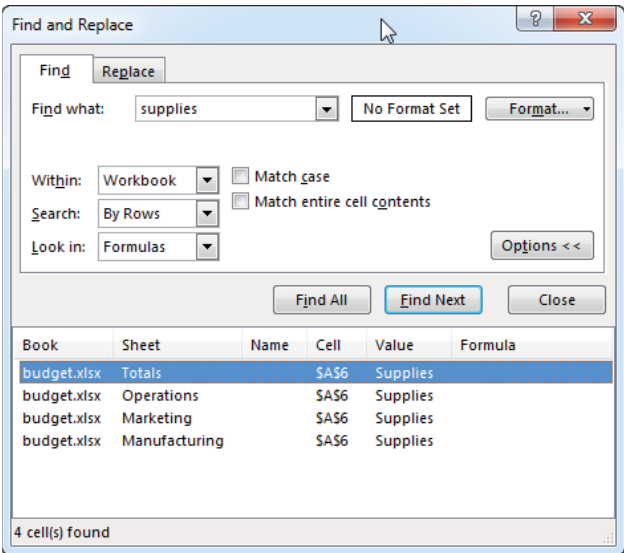 Find and Replace
Find Replace
Find what: supplies No Format Set Format...
Within: Workbook Match case
Match entire cell contents
Search: By Rows
Look in: Formulas Options <<
Find All Find Next Close
Book Sheet Name Cell Value Formula
budget.xlsx Totals $A$6 Supplies
budget.xlsx Operations $A$6 Supplies
budget.xlsx Marketing $A$6 Supplies
budget.xlsx Manufacturing $A$6 Supplies
4 cell(s) found